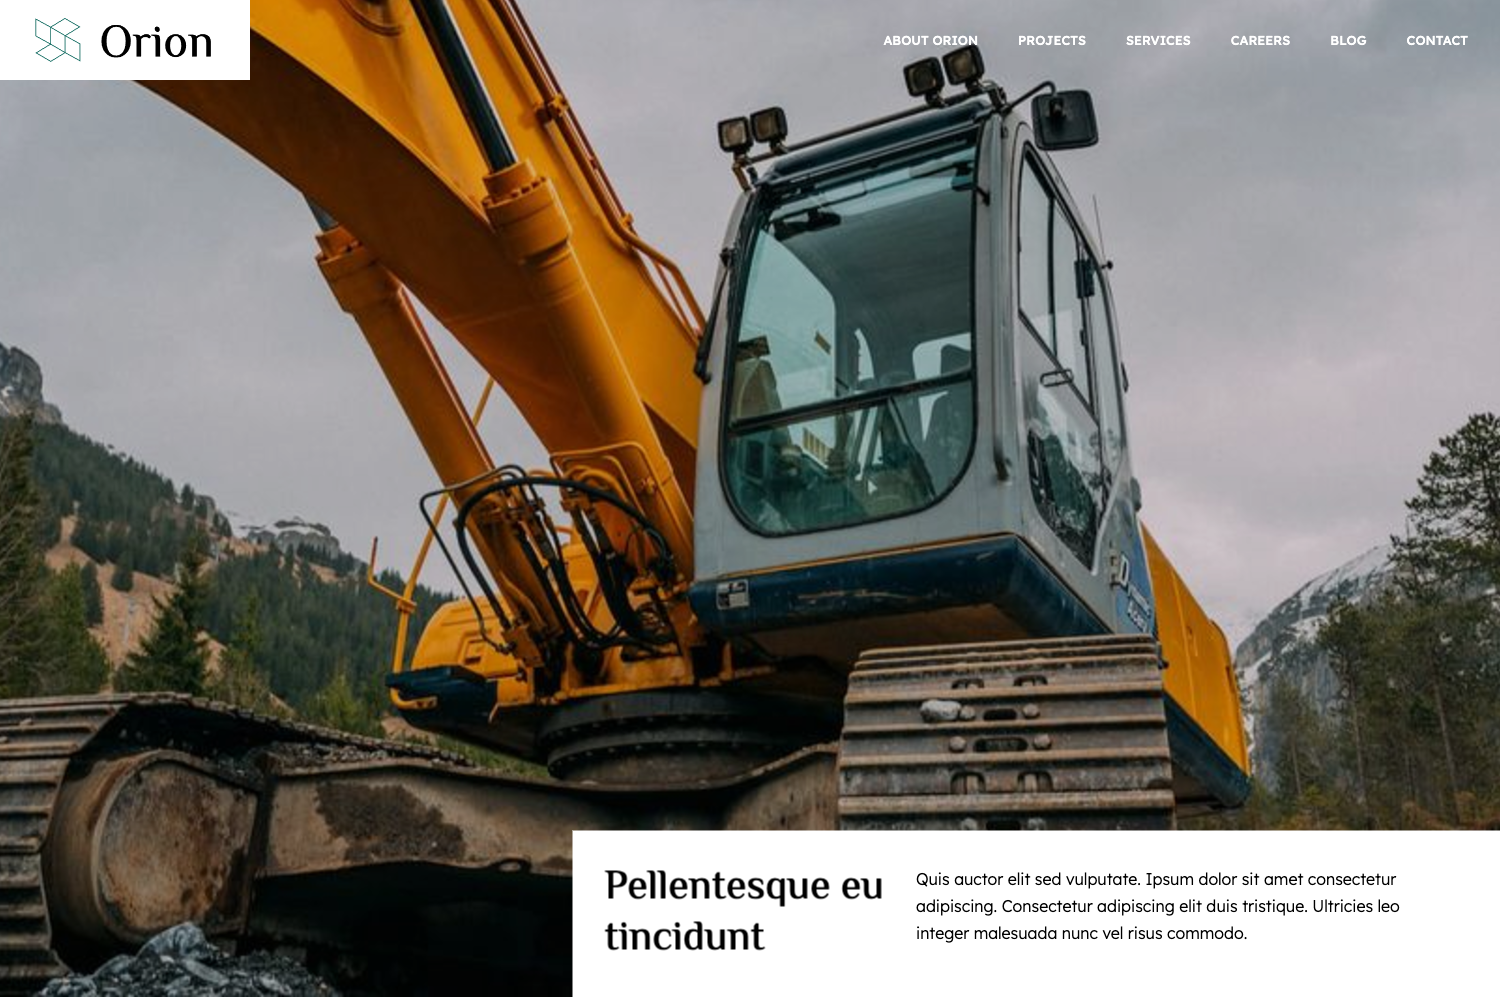 Orion
ABOUT ORION
PROJECTS
SERVICES
CAREERS
BLOG
CONTACT
Pellentesque eu
tincidunt
Quis auctor elit sed vulputate. Ipsum dolor sit amet consectetur
adipiscing. Consectetur adipiscing elit duis tristique. Ultricies leo
integer malesuada nunc vel risus commodo.